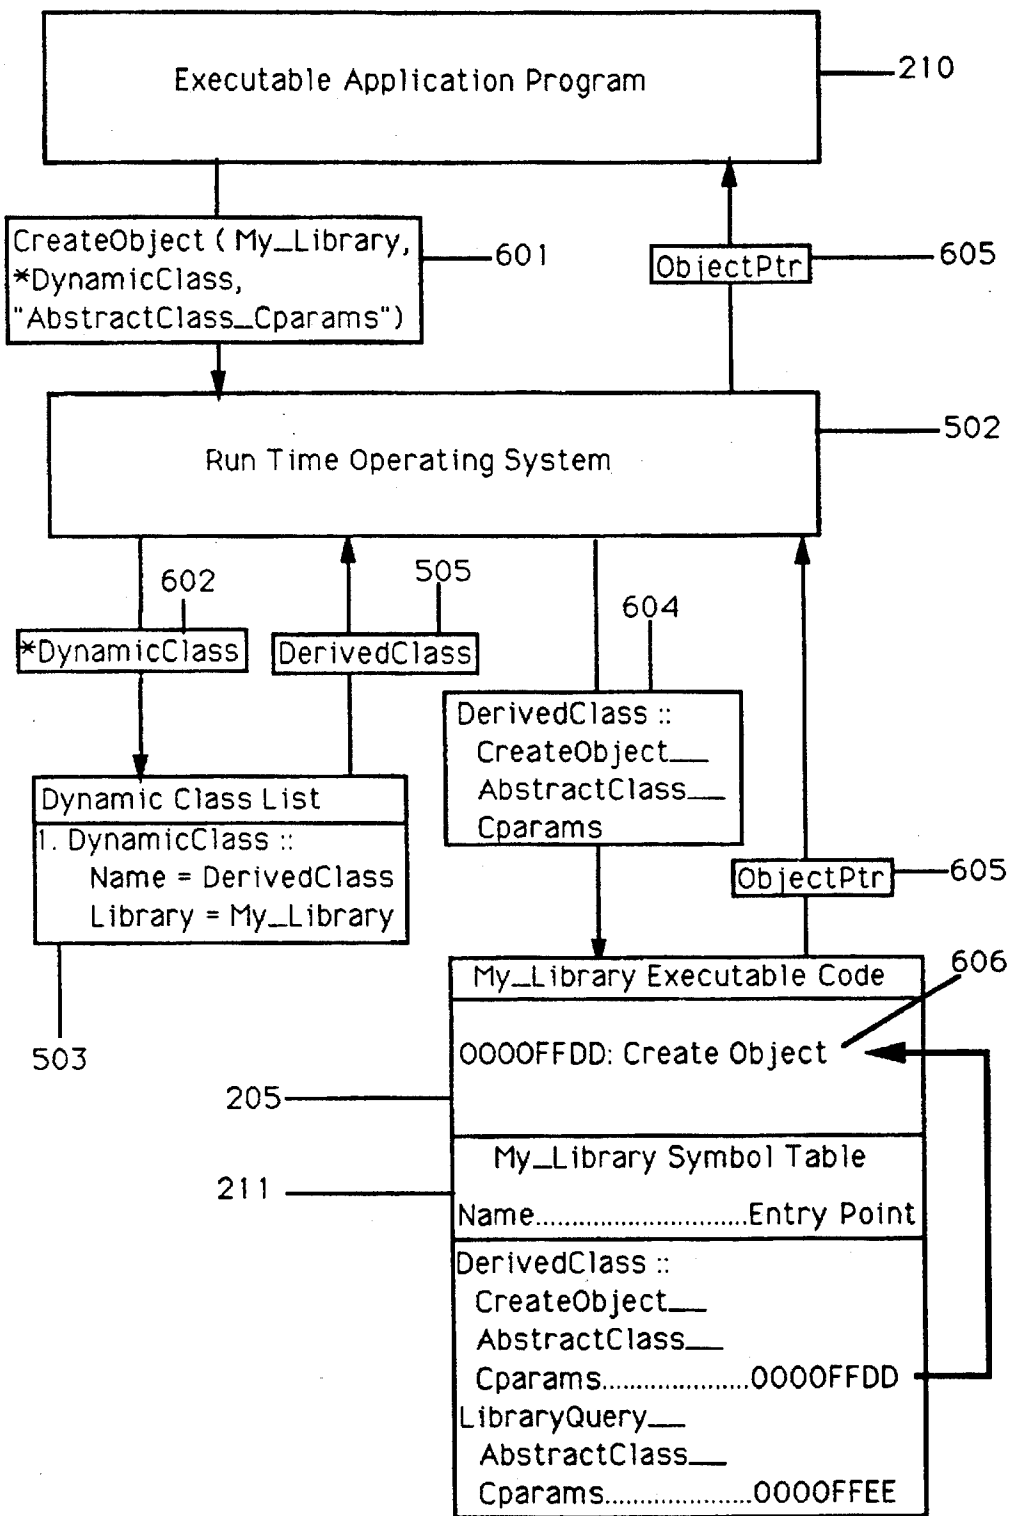 Executable Application Program
210
CreateObject ( My_Library,
*DynamicClass,
"AbstractClass_Cparams")
601
ObjectPtr
605
Run Time Operating System
502
602
505
604
*DynamicClass
DerivedClass
DerivedClass ::
CreateObject__
AbstractClass__
Cparams
Dynamic Class List
1. DynamicClass ::
Name = DerivedClass
Library = My_Library
503
ObjectPtr
605
606
My_Library Executable Code
0000FFDD: Create Object
205
My_Library Symbol Table
211
Name............................Entry Point
DerivedClass ::
CreateObject__
AbstractClass__
Cparams.....................0000FFDD
LibraryQuery__
AbstractClass__
Cparams.....................0000FFEE